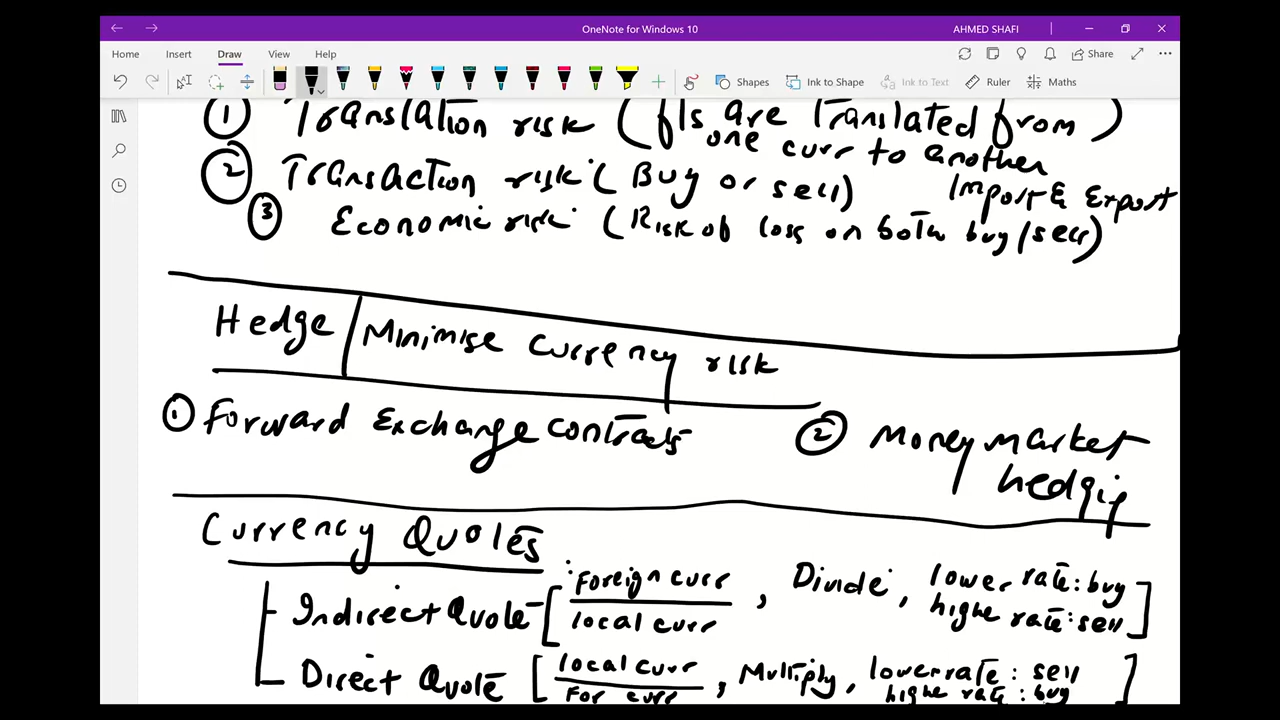 OneNote for Windows 10
AHMED SHAFI
Home Insert Draw View Help
Share
Shapes Ink to Shape Ink to Text Ruler Maths
1 Translation risk (f/s are Translated from)
one curr to another
2 Transaction risk (Buy or sell) Import & Export
3 Economic risk (Risk of loss on both buy/sell)
Hedge Minimise currency risk
1 Forward Exchange contracts
2 Money market
hedgig
Currency Quotes
Indirect Quote [ Foreign curr / local curr , Divide, lower rate: buy
highe rate: sell ]
Direct Quote [ local curr / For curr , Multiply, lower rate: sell
highe rate: buy ]